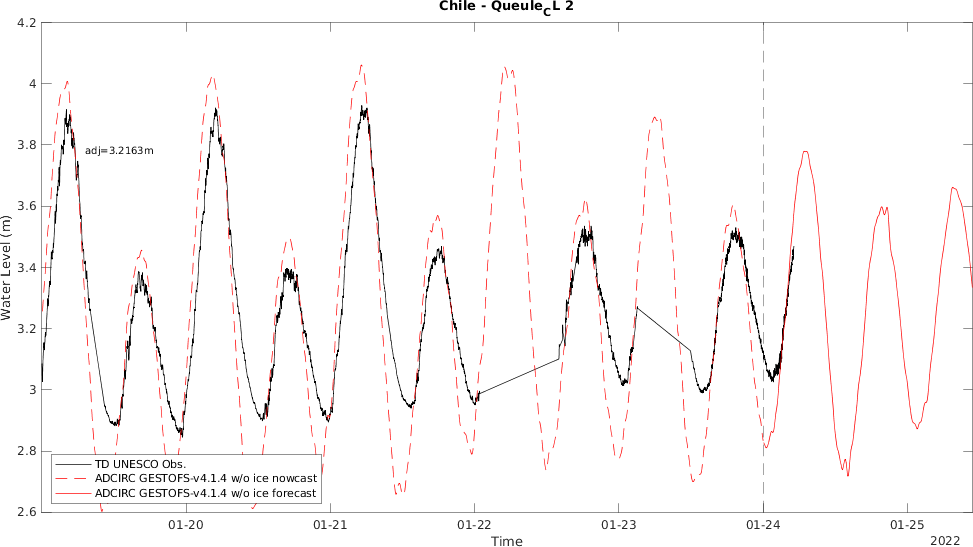 Chile - Queule_C L 2
4.2
4
3.8
3.6
3.4
3.2
3
2.8
2.6
Water Level (m)
adj=3.2163m
TD UNESCO Obs.
ADCIRC GESTOFS-v4.1.4 w/o ice nowcast
ADCIRC GESTOFS-v4.1.4 w/o ice forecast
01-20
01-21
01-22
01-23
01-24
01-25
Time
2022